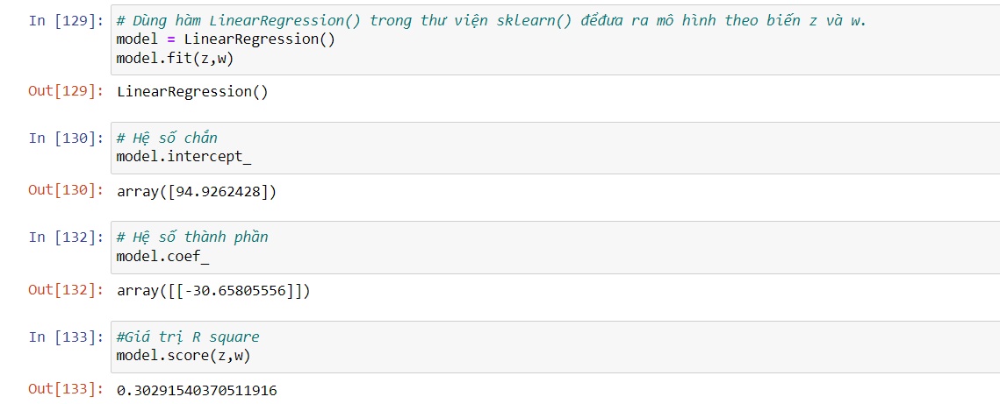 In [129]: # Dùng hàm LinearRegression() trong thư viện sklearn() đểđưa ra mô hình theo biến z và w.
model = LinearRegression()
model.fit(z,w)
Out[129]: LinearRegression()
In [130]: # Hệ số chắn
model.intercept_
Out[130]: array([94.9262428])
In [132]: # Hệ số thành phần
model.coef_
Out[132]: array([[-30.65805556]])
In [133]: #Giá trị R square
model.score(z,w)
Out[133]: 0.30291540370511916